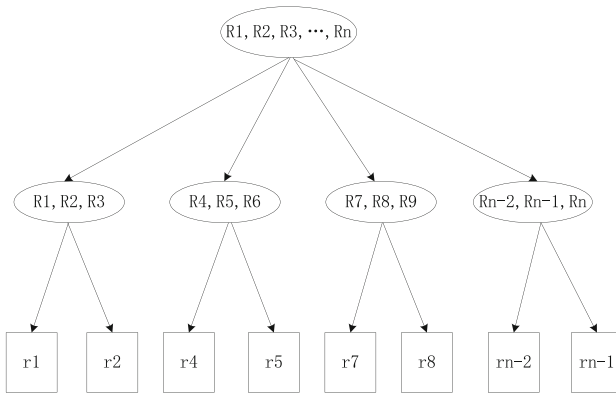 R1,R2,R3,…,Rn
R1,R2,R3
R4,R5,R6
R7,R8,R9
Rn-2,Rn-1,Rn
r1
r2
r4
r5
r7
r8
rn-2
rn-1